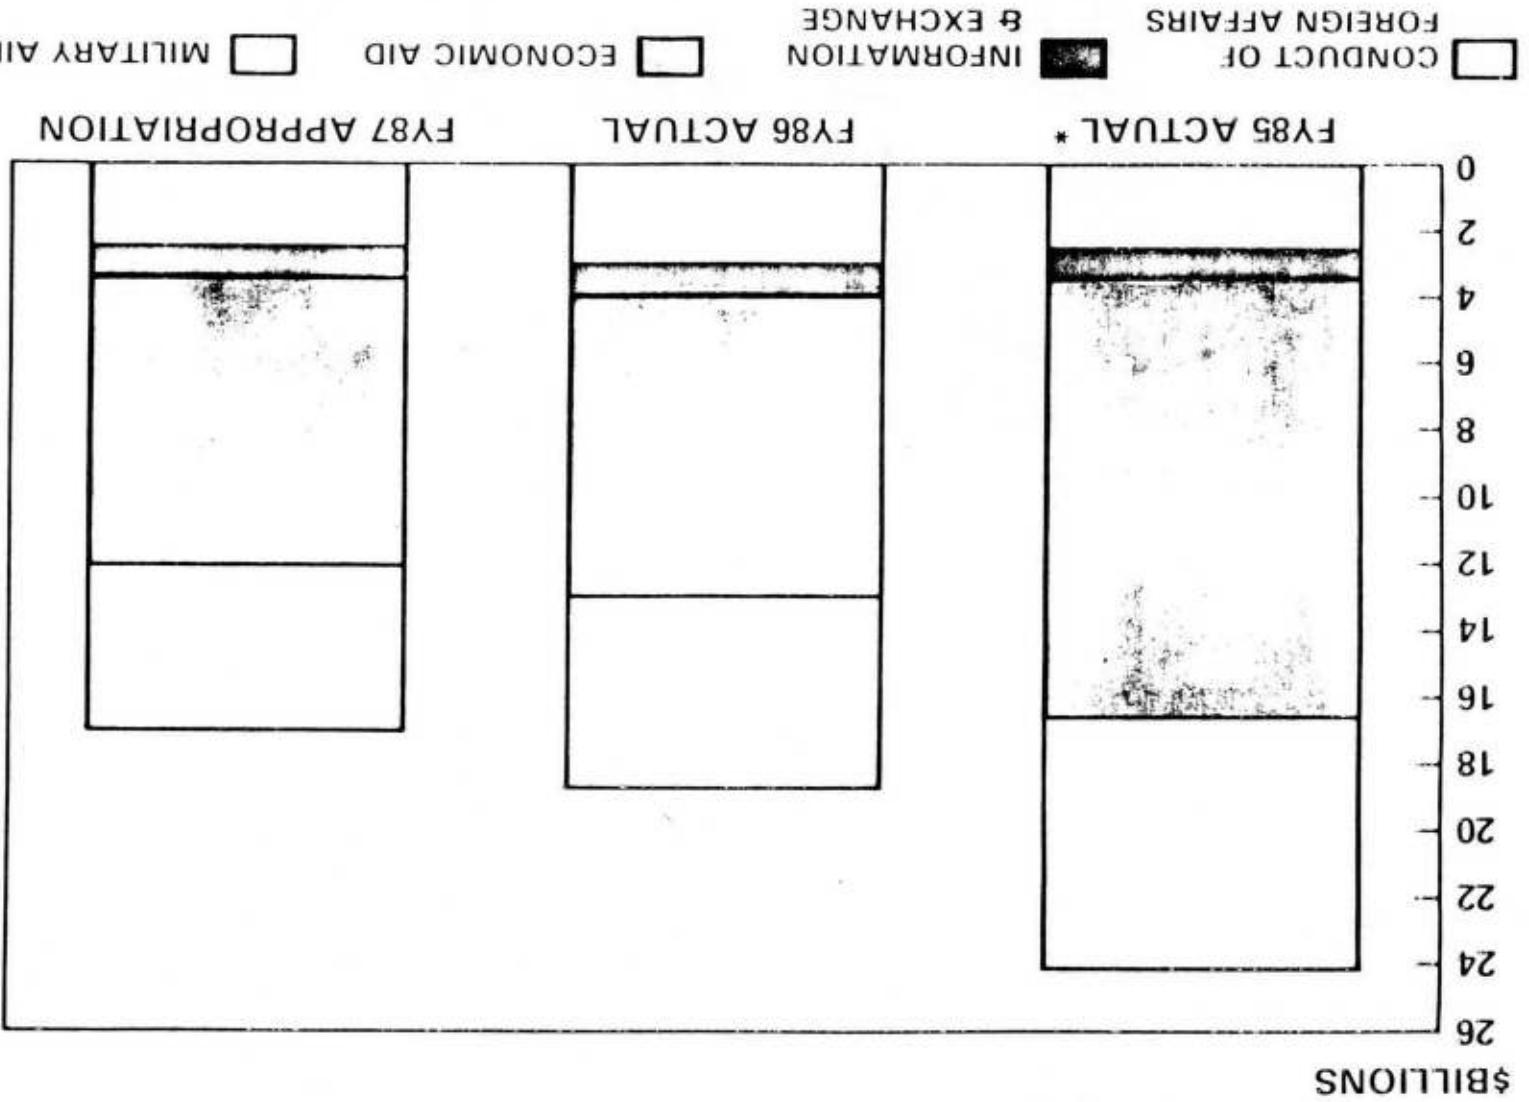 $BILLIONS
26
24
22
20
18
16
14
12
10
8
6
4
2
0
FY85 ACTUAL *
FY86 ACTUAL
FY87 APPROPRIATION
CONDUCT OF
FOREIGN AFFAIRS
INFORMATION
& EXCHANGE
ECONOMIC AID
MILITARY AID